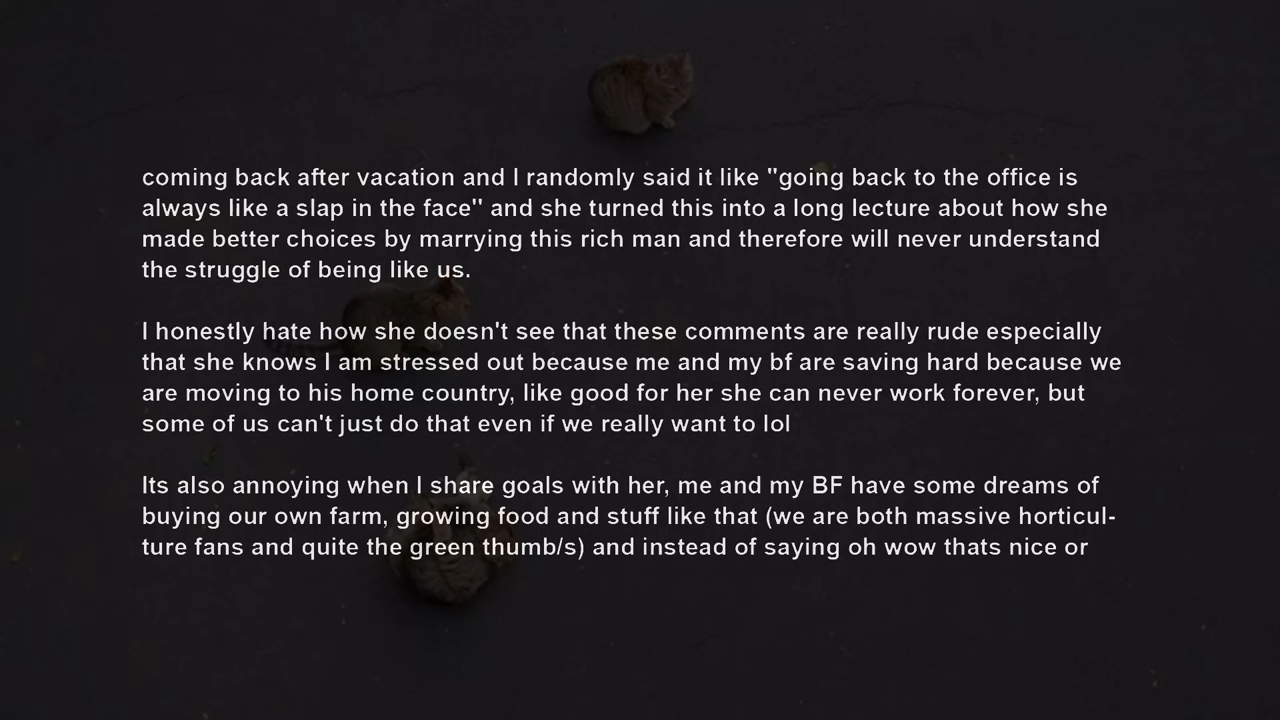 coming back after vacation and I randomly said it like "going back to the office is
always like a slap in the face" and she turned this into a long lecture about how she
made better choices by marrying this rich man and therefore will never understand
the struggle of being like us.
I honestly hate how she doesn't see that these comments are really rude especially
that she knows I am stressed out because me and my bf are saving hard because we
are moving to his home country, like good for her she can never work forever, but
some of us can't just do that even if we really want to lol
Its also annoying when I share goals with her, me and my BF have some dreams of
buying our own farm, growing food and stuff like that (we are both massive horticul-
ture fans and quite the green thumb/s) and instead of saying oh wow thats nice or